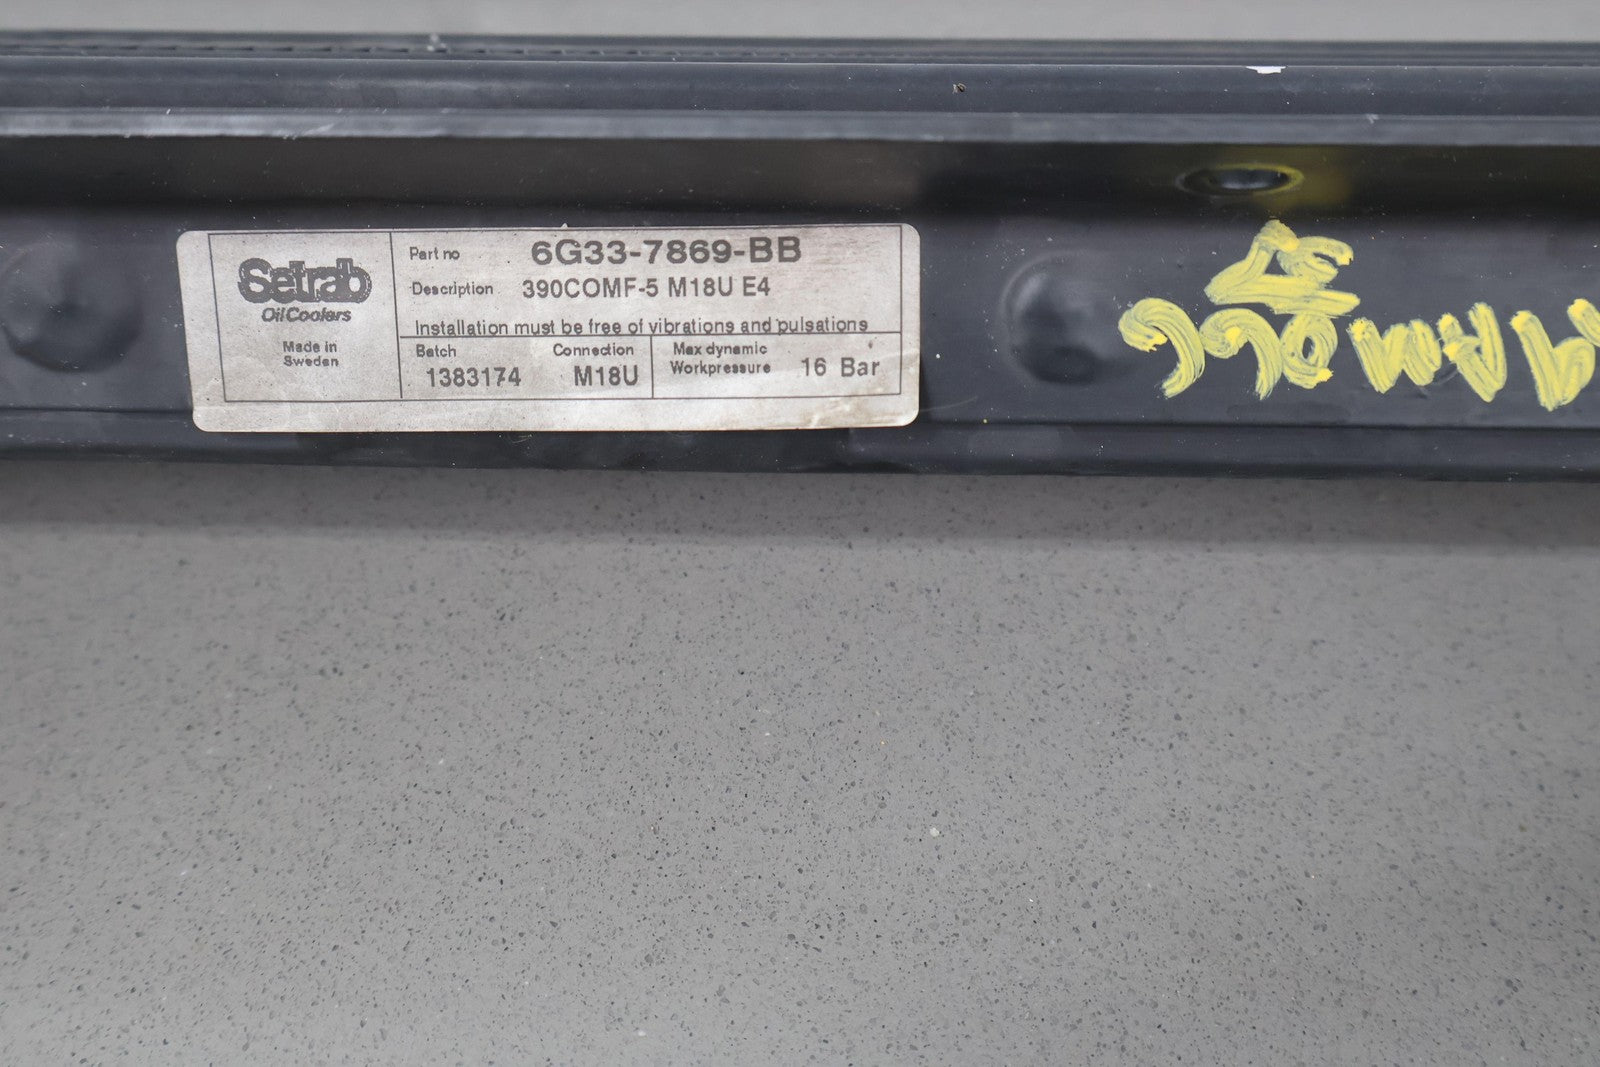 Setrab
Oil Coolers
Made in
Sweden
Part no 6G33-7869-BB
Description 390COMF-5 M18U E4
Installation must be free of vibrations and pulsations
Batch
1383174
Connection
M18U
Max dynamic
Workpressure 16 Bar